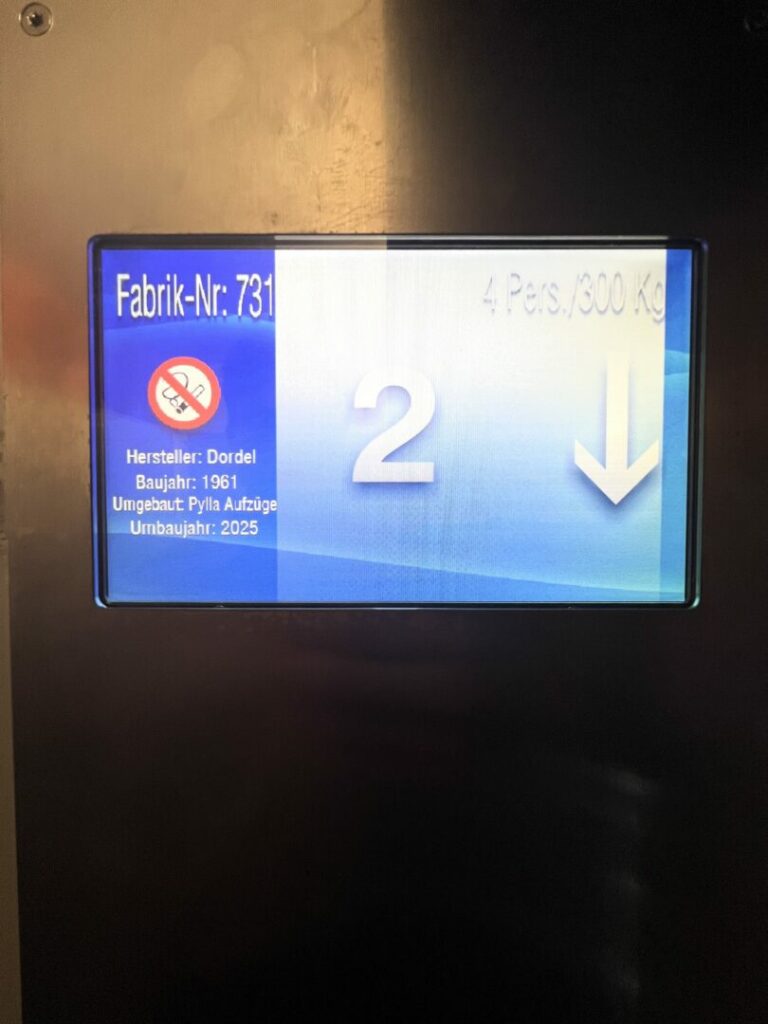 Fabrik-Nr: 731
4 Pers./300 Kg
2
Hersteller: Dordel
Baujahr: 1961
Umgebaut: Pylla Aufzüge
Umbaujahr: 2025